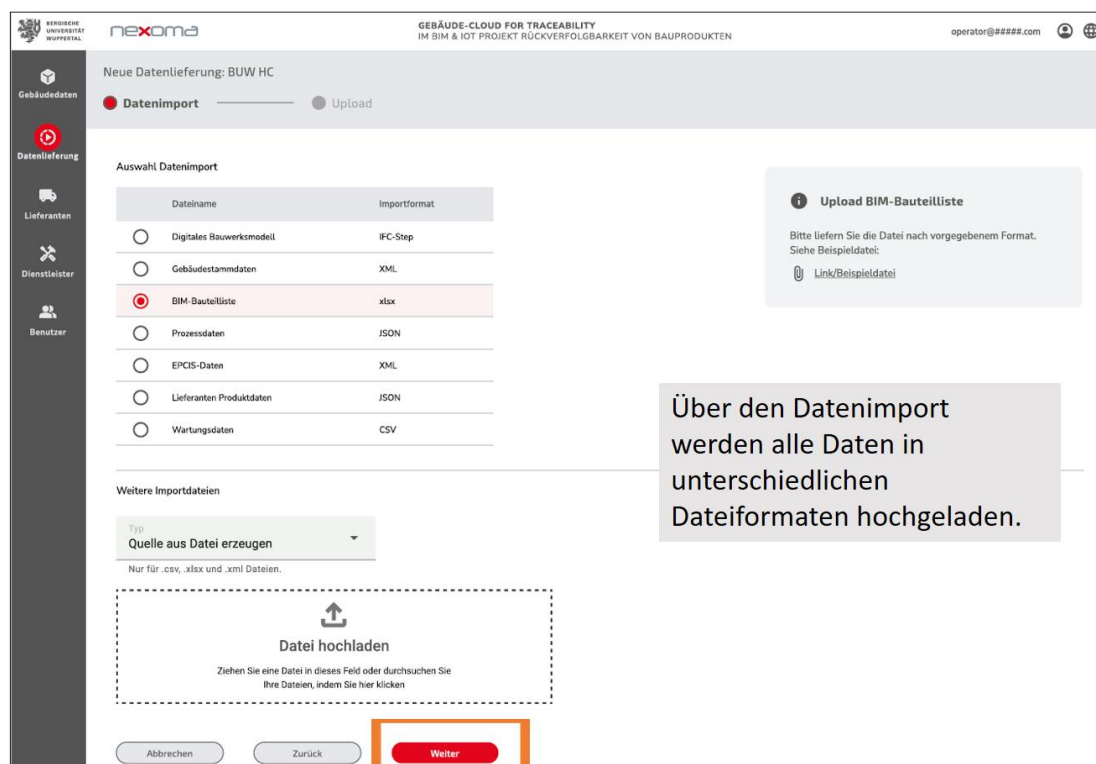 BERGISCHE
UNIVERSITÄT
WUPPERTAL
nexoma
GEBÄUDE-CLOUD FOR TRACEABILITY
IM BIM & IOT PROJEKT RÜCKVERFOLGBARKEIT VON BAUPRODUKTEN
operator@#####.com
Gebäudedaten
Datenlieferung
Lieferanten
Dienstleister
Benutzer
Neue Datenlieferung: BUW HC
Datenimport
Upload
Auswahl Datenimport
Dateiname Importformat
Digitales Bauwerksmodell IFC-Step
Gebäudestammdaten XML
BIM-Bauteilliste xlsx
Prozessdaten JSON
EPCIS-Daten XML
Lieferanten Produktdaten JSON
Wartungsdaten CSV
Upload BIM-Bauteilliste
Bitte liefern Sie die Datei nach vorgegebenem Format.
Siehe Beispieldatei:
Link/Beispieldatei
Über den Datenimport
werden alle Daten in
unterschiedlichen
Dateiformaten hochgeladen.
Weitere Importdateien
Typ
Quelle aus Datei erzeugen
Nur für .csv, .xlsx und .xml Dateien.
Datei hochladen
Ziehen Sie eine Datei in dieses Feld oder durchsuchen Sie
Ihre Dateien, indem Sie hier klicken
Abbrechen Zurück Weiter